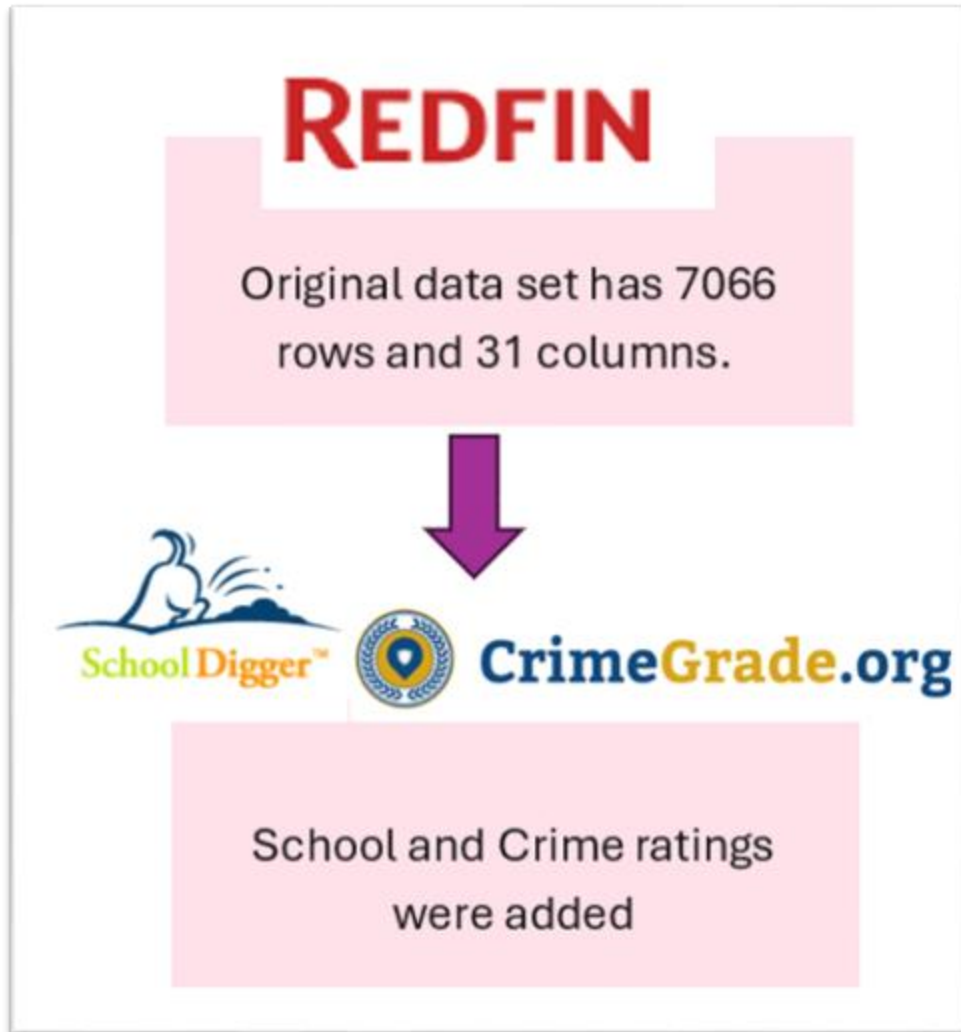 REDFIN
Original data set has 7066
rows and 31 columns.
SchoolDigger™
CrimeGrade.org
School and Crime ratings
were added